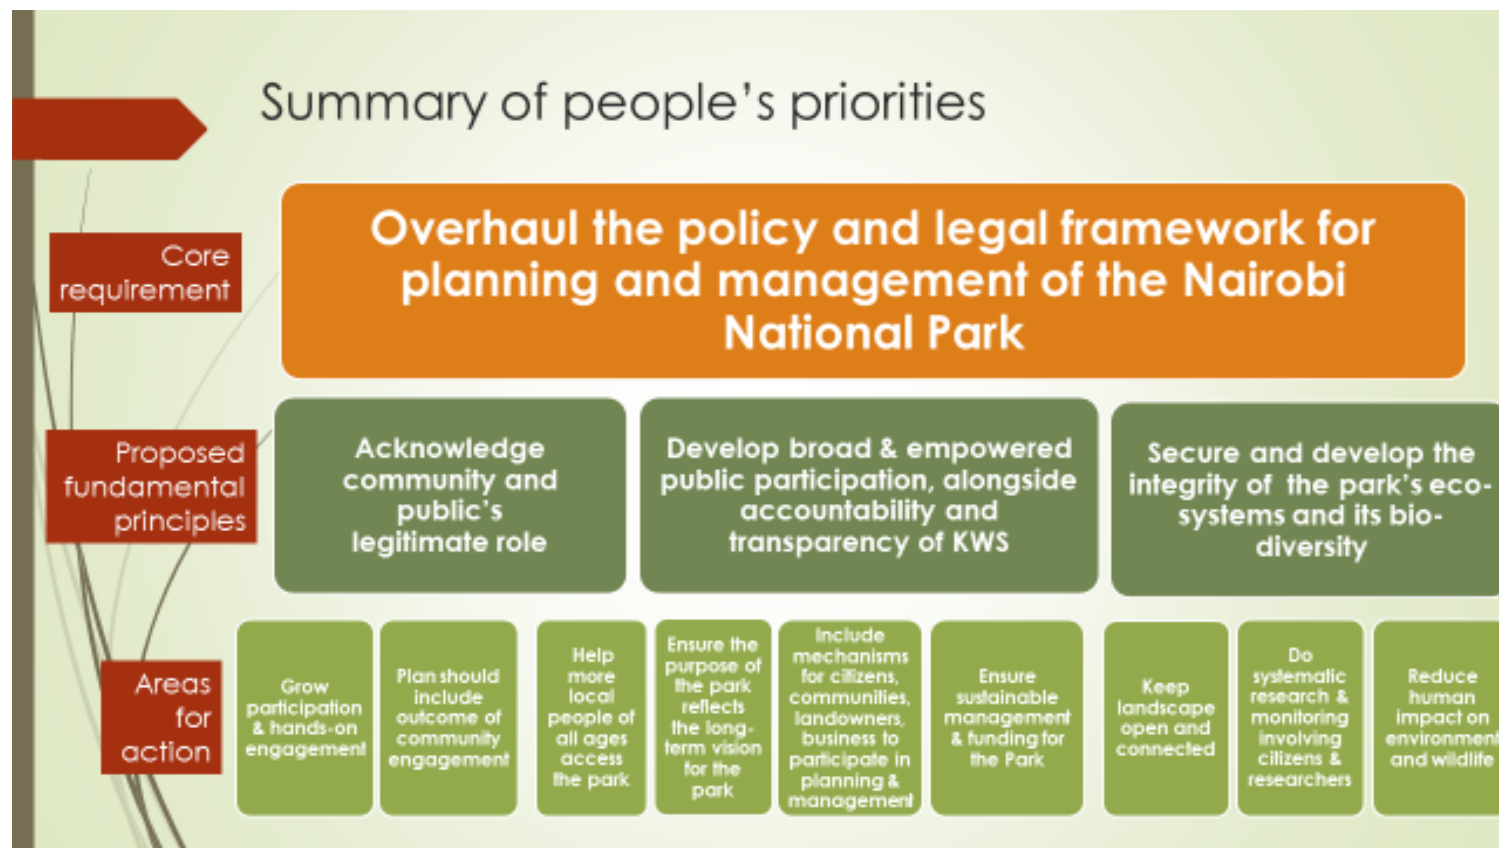 Summary of people's priorities
Core
requirement
Overhaul the policy and legal framework for
planning and management of the Nairobi
National Park
Proposed
fundamental
principles
Acknowledge
community and
public's
legitimate role
Develop broad & empowered
public participation, alongside
accountability and
transparency of KWS
Secure and develop the
integrity of the park's eco-
systems and its bio-
diversity
Areas
for
action
Grow
participation
& hands-on
engagement
Plan should
include
outcome of
community
engagement
Help
more
local
people of
all ages
access
the park
Ensure the
purpose of
the park
reflects
the long-
term vision
for the
park
Include
mechanisms
for citizens,
communities,
landowners,
business to
participate in
planning &
management
Ensure
sustainable
management
& funding for
the Park
Keep
landscape
open and
connected
Do
systematic
research &
monitoring
involving
citizens &
researchers
Reduce
human
impact on
environment
and wildlife